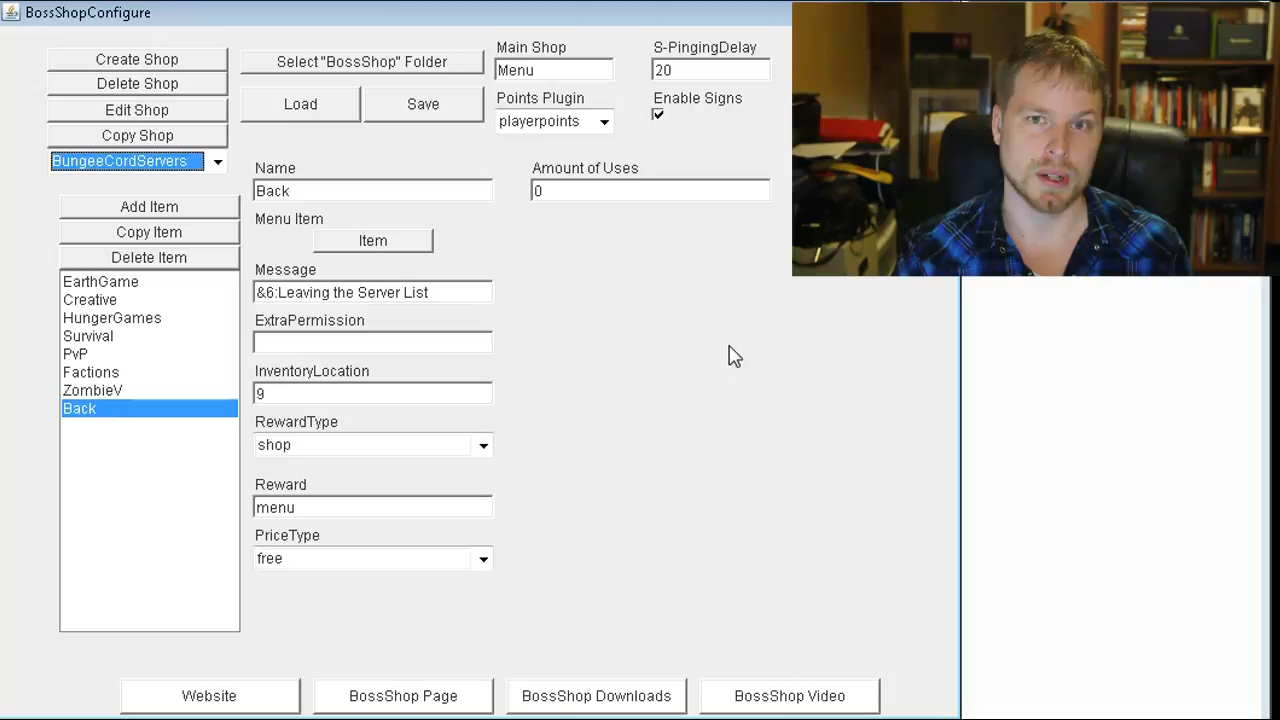 BossShopConfigure
Create Shop
Delete Shop
Edit Shop
Copy Shop
BungeeCordServers
Select "BossShop" Folder
Load
Save
Main Shop
Menu
Points Plugin
playerpoints
S-PingingDelay
20
Enable Signs
Add Item
Copy Item
Delete Item
EarthGame
Creative
HungerGames
Survival
PvP
Factions
ZombieV
Back
Name
Back
Amount of Uses
0
Menu Item
Item
Message
&6:Leaving the Server List
ExtraPermission
InventoryLocation
9
RewardType
shop
Reward
menu
PriceType
free
Website
BossShop Page
BossShop Downloads
BossShop Video